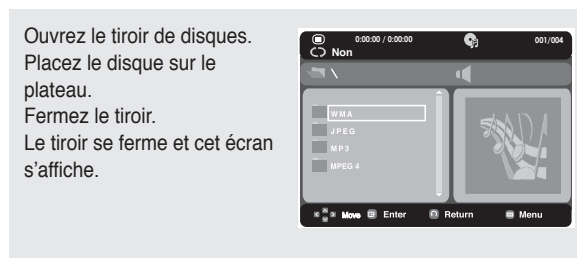 Ouvrez le tiroir de disques.
Placez le disque sur le
plateau.
Fermez le tiroir.
Le tiroir se ferme et cet écran
s’affiche.
0:00:00 / 0:00:00 001/004
Non
\
WMA
JPEG
MP3
MPEG 4
Move Enter Return Menu